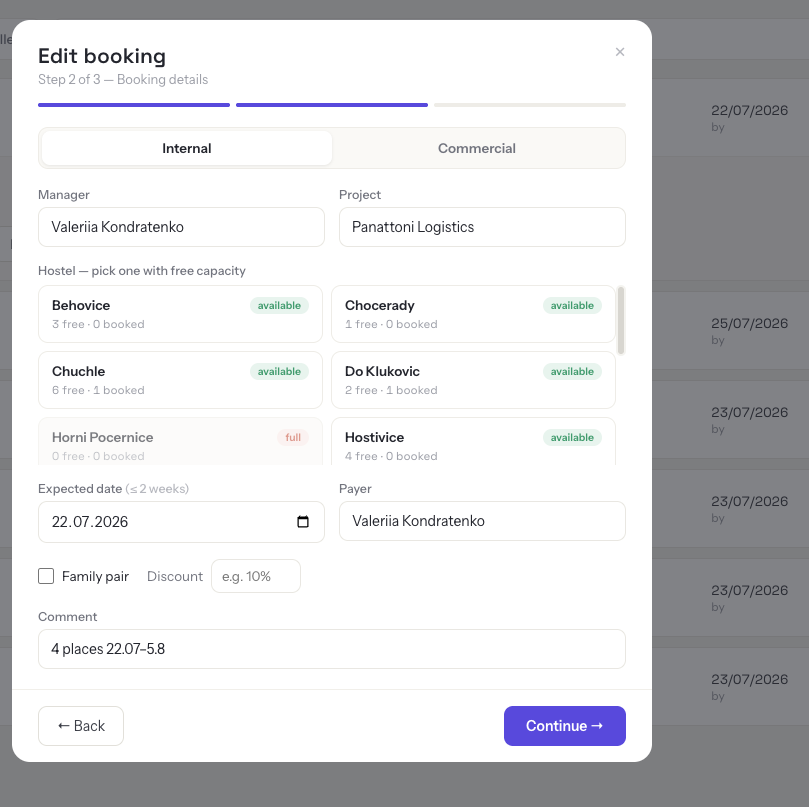 Edit booking
×
Step 2 of 3 — Booking details
Internal
Commercial
Manager
Project
Valeriia Kondratenko
Panattoni Logistics
Hostel — pick one with free capacity
Behovice
available
3 free · 0 booked
Chocerady
available
1 free · 0 booked
Chuchle
available
6 free · 1 booked
Do Klukovic
available
2 free · 1 booked
Horni Pocernice
full
0 free · 0 booked
Hostivice
available
4 free · 0 booked
Expected date (≤ 2 weeks)
Payer
22.07.2026
Valeriia Kondratenko
Family pair
Discount
e.g. 10%
Comment
4 places 22.07–5.8
← Back
Continue →
22/07/2026
by
25/07/2026
by
23/07/2026
by
23/07/2026
by
23/07/2026
by
23/07/2026
by